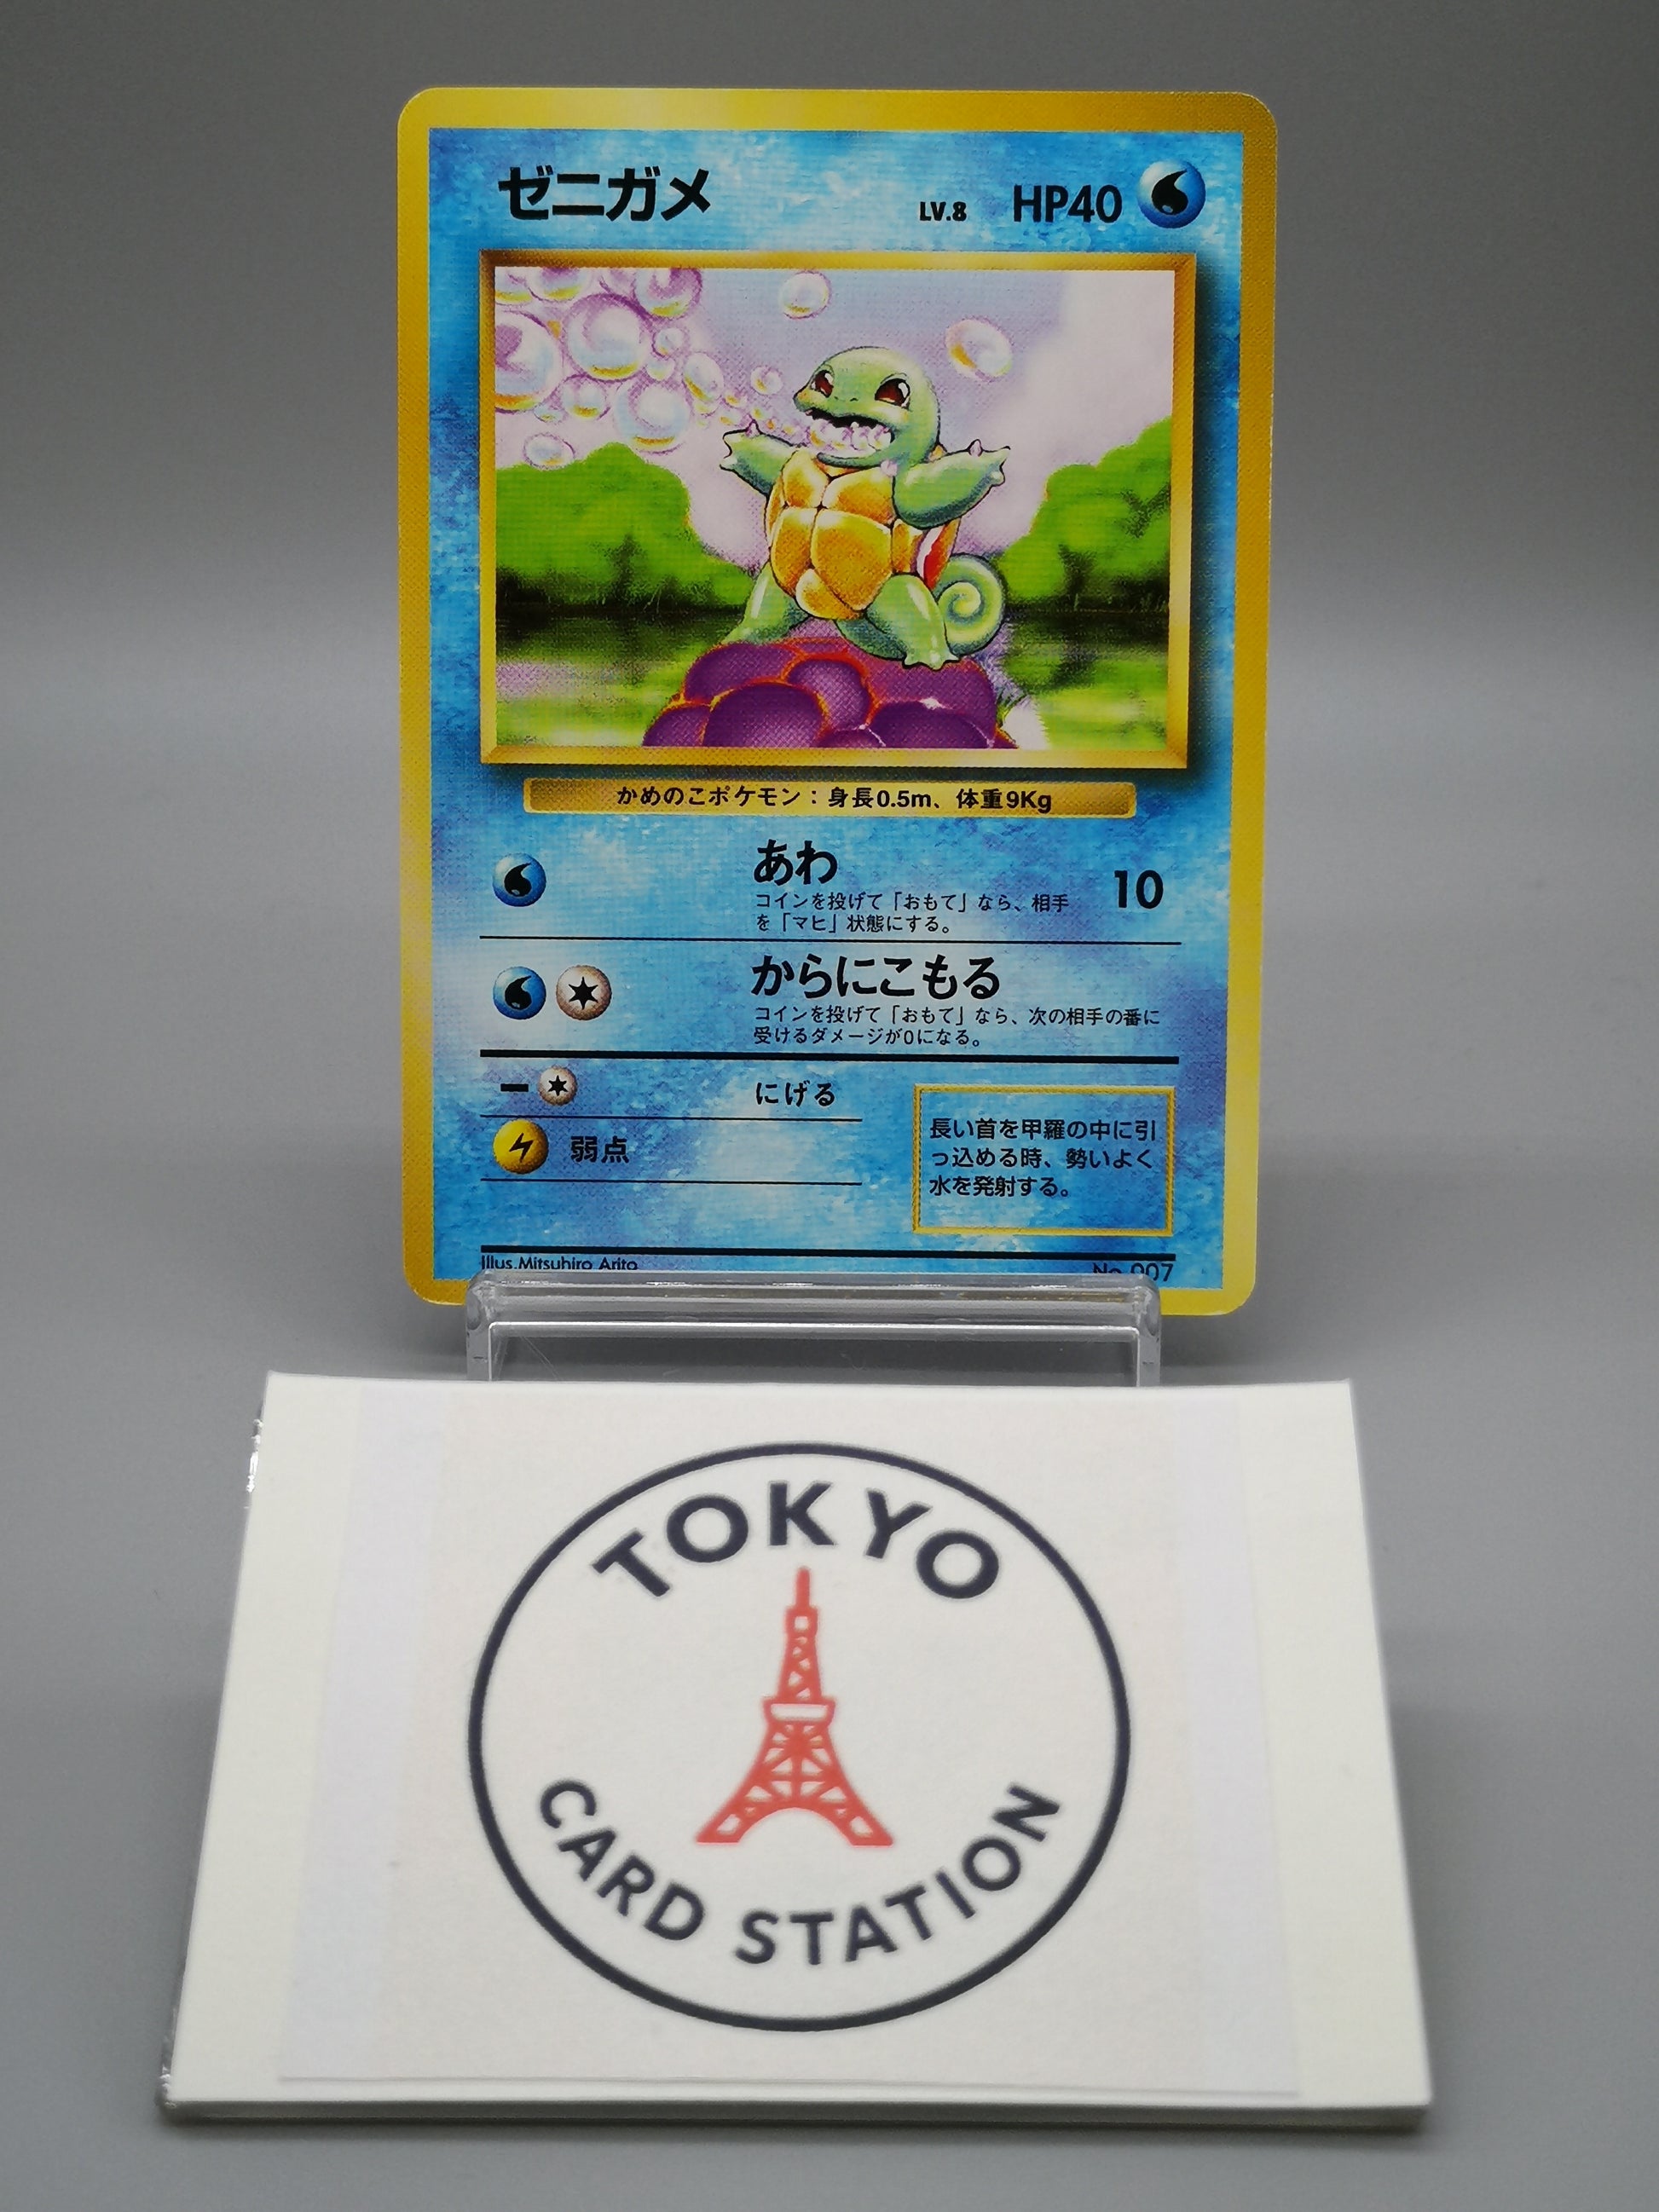 ゼニガメ LV.8 HP40
かめのこポケモン：身長0.5m、体重9Kg
あわ 10
コインを投げて「おもて」なら、相手
を「マヒ」状態にする。
からにこもる
コインを投げて「おもて」なら、次の相手の番に
受けるダメージが0になる。
にげる
弱点
長い首を甲羅の中に引
っ込める時、勢いよく
水を発射する。
Illus.Mitsuhiro Arita No.007
TOKYO
CARD STATION